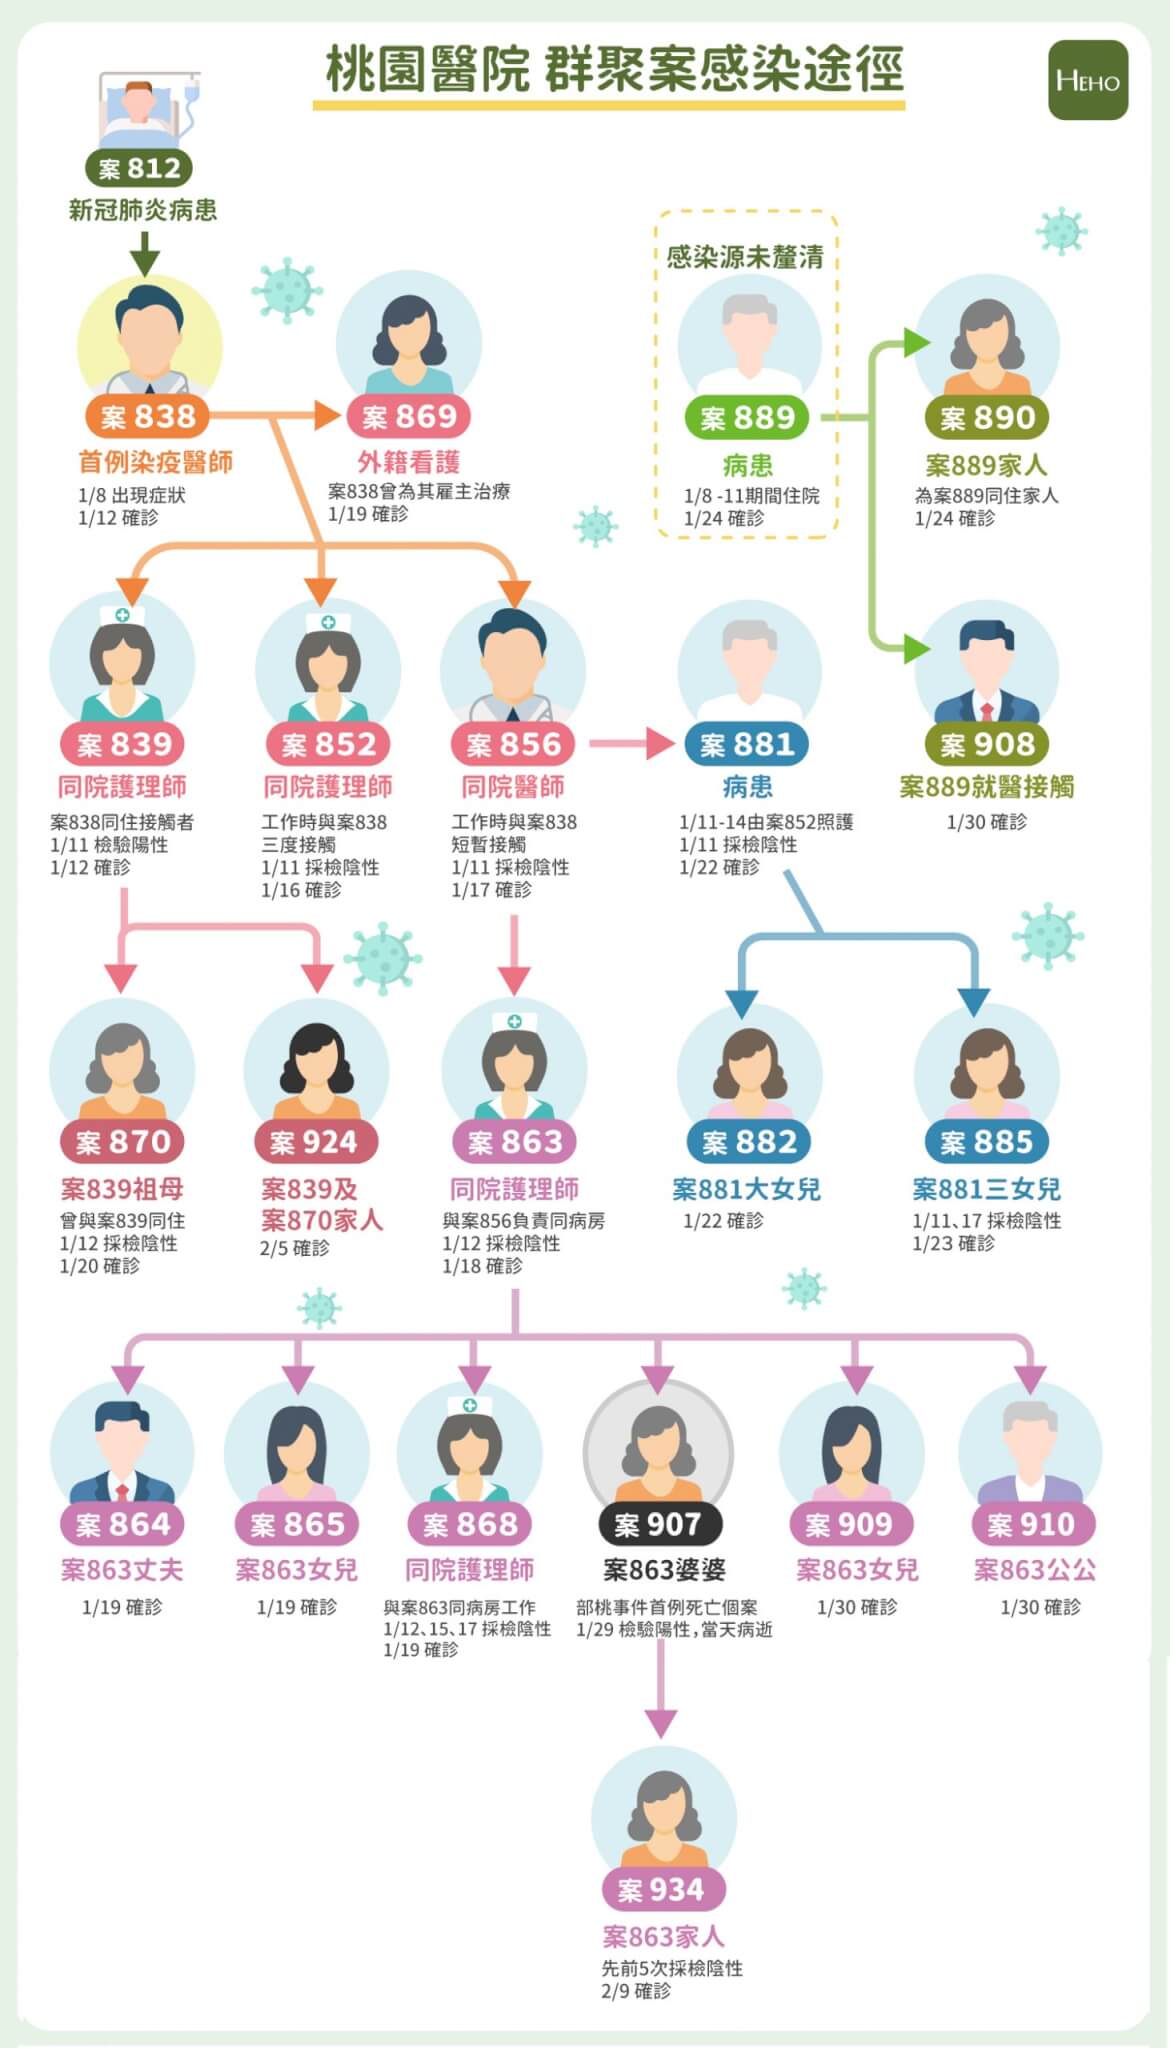 桃園醫院 群聚案感染途徑
HEHO
案 812
新冠肺炎病患
案 838
首例染疫醫師
1/8 出現症狀
1/12 確診
案 869
外籍看護
案838曾為其雇主治療
1/19 確診
感染源未釐清
案 889
病患
1/8 -11期間住院
1/24 確診
案 890
案889家人
為案889同住家人
1/24 確診
案 839
同院護理師
案838同住接觸者
1/11 檢驗陽性
1/12 確診
案 852
同院護理師
工作時與案838
三度接觸
1/11 採檢陰性
1/16 確診
案 856
同院醫師
工作時與案838
短暫接觸
1/11 採檢陰性
1/17 確診
案 881
病患
1/11-14由案852照護
1/11 採檢陰性
1/22 確診
案 908
案889就醫接觸
1/30 確診
案 870
案839祖母
曾與案839同住
1/12 採檢陰性
1/20 確診
案 924
案839及
案870家人
2/5 確診
案 863
同院護理師
與案856負責同病房
1/12 採檢陰性
1/18 確診
案 882
案881大女兒
1/22 確診
案 885
案881三女兒
1/11、17 採檢陰性
1/23 確診
案 864
案863丈夫
1/19 確診
案 865
案863女兒
1/19 確診
案 868
同院護理師
與案863同病房工作
1/12、15、17 採檢陰性
1/19 確診
案 907
案863婆婆
部桃事件首例死亡個案
1/29 檢驗陽性，當天病逝
案 909
案863女兒
1/30 確診
案 910
案863公公
1/30 確診
案 934
案863家人
先前5次採檢陰性
2/9 確診